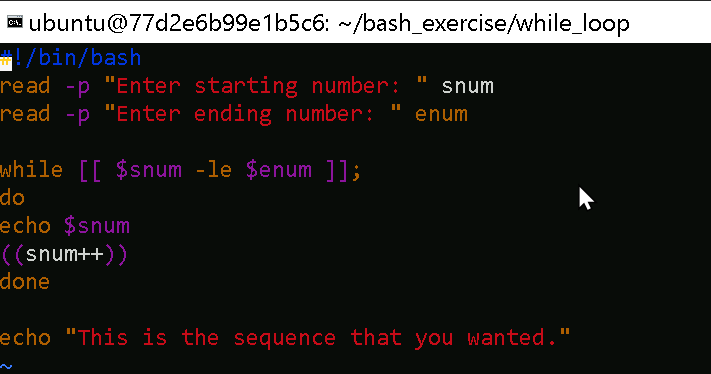 ubuntu@77d2e6b99e1b5c6: ~/bash_exercise/while_loop
#!/bin/bash
read -p "Enter starting number: " snum
read -p "Enter ending number: " enum
while [[ $snum -le $enum ]];
do
echo $snum
((snum++))
done
echo "This is the sequence that you wanted."
~